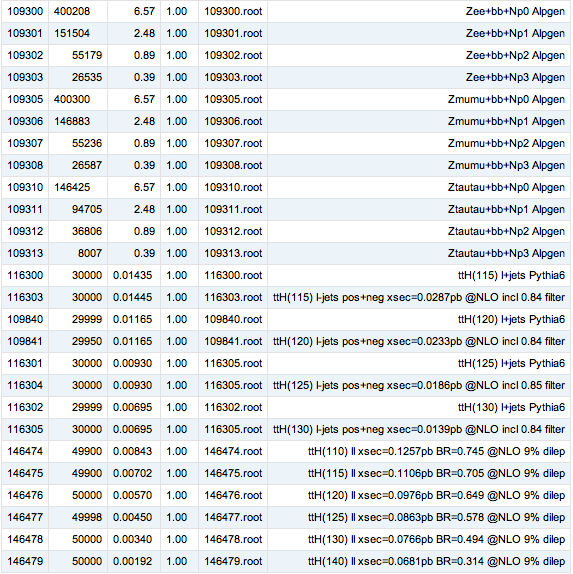 109300 400208 6.57 1.00 109300.root Zee+bb+Np0 Alpgen
109301 151504 2.48 1.00 109301.root Zee+bb+Np1 Alpgen
109302 55179 0.89 1.00 109302.root Zee+bb+Np2 Alpgen
109303 26535 0.39 1.00 109303.root Zee+bb+Np3 Alpgen
109305 400300 6.57 1.00 109305.root Zmumu+bb+Np0 Alpgen
109306 146883 2.48 1.00 109306.root Zmumu+bb+Np1 Alpgen
109307 55236 0.89 1.00 109307.root Zmumu+bb+Np2 Alpgen
109308 26587 0.39 1.00 109308.root Zmumu+bb+Np3 Alpgen
109310 146425 6.57 1.00 109310.root Ztautau+bb+Np0 Alpgen
109311 94705 2.48 1.00 109311.root Ztautau+bb+Np1 Alpgen
109312 36806 0.89 1.00 109312.root Ztautau+bb+Np2 Alpgen
109313 8007 0.39 1.00 109313.root Ztautau+bb+Np3 Alpgen
116300 30000 0.01435 1.00 116300.root ttH(115) l+jets Pythia6
116303 30000 0.01445 1.00 116303.root ttH(115) l-jets pos+neg xsec=0.0287pb @NLO incl 0.84 filter
109840 29999 0.01165 1.00 109840.root ttH(120) l+jets Pythia6
109841 29950 0.01165 1.00 109841.root ttH(120) l-jets pos+neg xsec=0.0233pb @NLO incl 0.84 filter
116301 30000 0.00930 1.00 116305.root ttH(125) l+jets Pythia6
116304 30000 0.00930 1.00 116305.root ttH(125) l-jets pos+neg xsec=0.0186pb @NLO incl 0.85 filter
116302 29999 0.00695 1.00 116302.root ttH(130) l+jets Pythia6
116305 30000 0.00695 1.00 116305.root ttH(130) l-jets pos+neg xsec=0.0139pb @NLO incl 0.84 filter
146474 49900 0.00843 1.00 146474.root ttH(110) ll xsec=0.1257pb BR=0.745 @NLO 9% dilep
146475 49900 0.00702 1.00 146475.root ttH(115) ll xsec=0.1106pb BR=0.705 @NLO 9% dilep
146476 50000 0.00570 1.00 146476.root ttH(120) ll xsec=0.0976pb BR=0.649 @NLO 9% dilep
146477 49998 0.00450 1.00 146477.root ttH(125) ll xsec=0.0863pb BR=0.578 @NLO 9% dilep
146478 50000 0.00340 1.00 146478.root ttH(130) ll xsec=0.0766pb BR=0.494 @NLO 9% dilep
146479 50000 0.00192 1.00 146479.root ttH(140) ll xsec=0.0681pb BR=0.314 @NLO 9% dilep